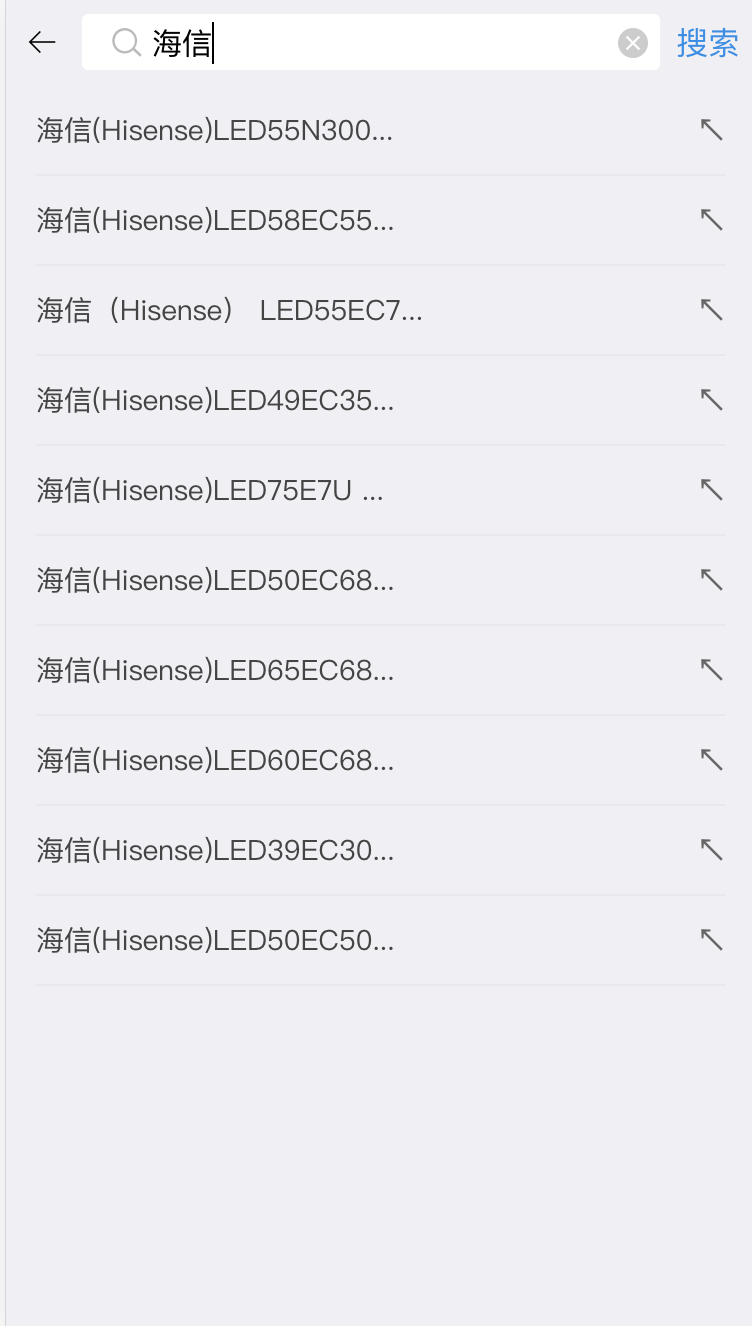 海信 搜索
海信(Hisense)LED55N300...
海信(Hisense)LED58EC55...
海信（Hisense） LED55EC7...
海信(Hisense)LED49EC35...
海信(Hisense)LED75E7U ...
海信(Hisense)LED50EC68...
海信(Hisense)LED65EC68...
海信(Hisense)LED60EC68...
海信(Hisense)LED39EC30...
海信(Hisense)LED50EC50...